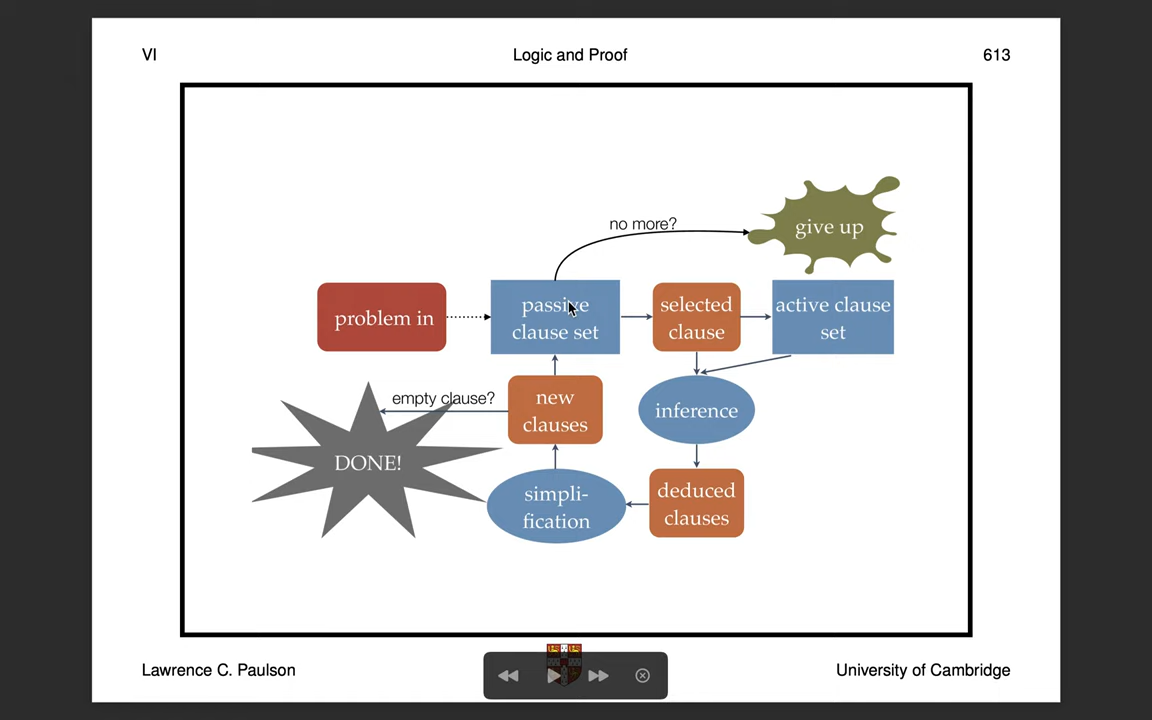 VI
Logic and Proof
613
no more?
give up
problem in
passive
clause set
selected
clause
active clause
set
empty clause?
new
clauses
inference
DONE!
simpli-
fication
deduced
clauses
Lawrence C. Paulson
University of Cambridge